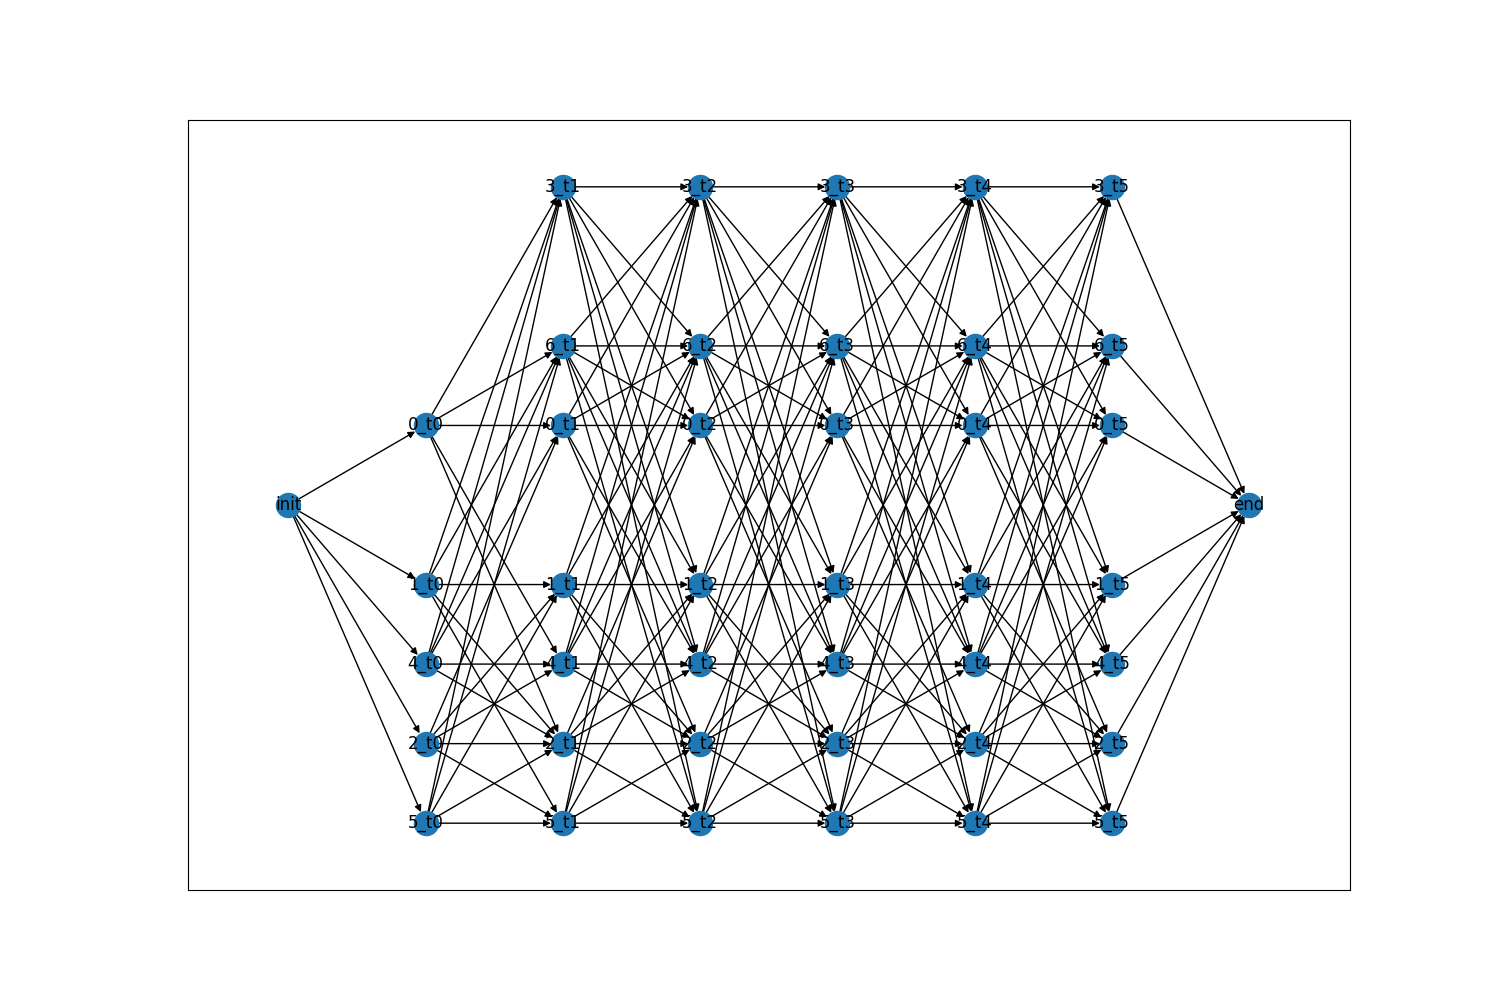 3_t1 3_t2 3_t3 3_t4 3_t5
6_t1 6_t2 6_t3 6_t4 6_t5
0_t0 0_t1 0_t2 0_t3 0_t4 0_t5
init end
1_t0 1_t1 1_t2 1_t3 1_t4 1_t5
4_t0 4_t1 4_t2 4_t3 4_t4 4_t5
2_t0 2_t1 2_t2 2_t3 2_t4 2_t5
5_t0 5_t1 5_t2 5_t3 5_t4 5_t5